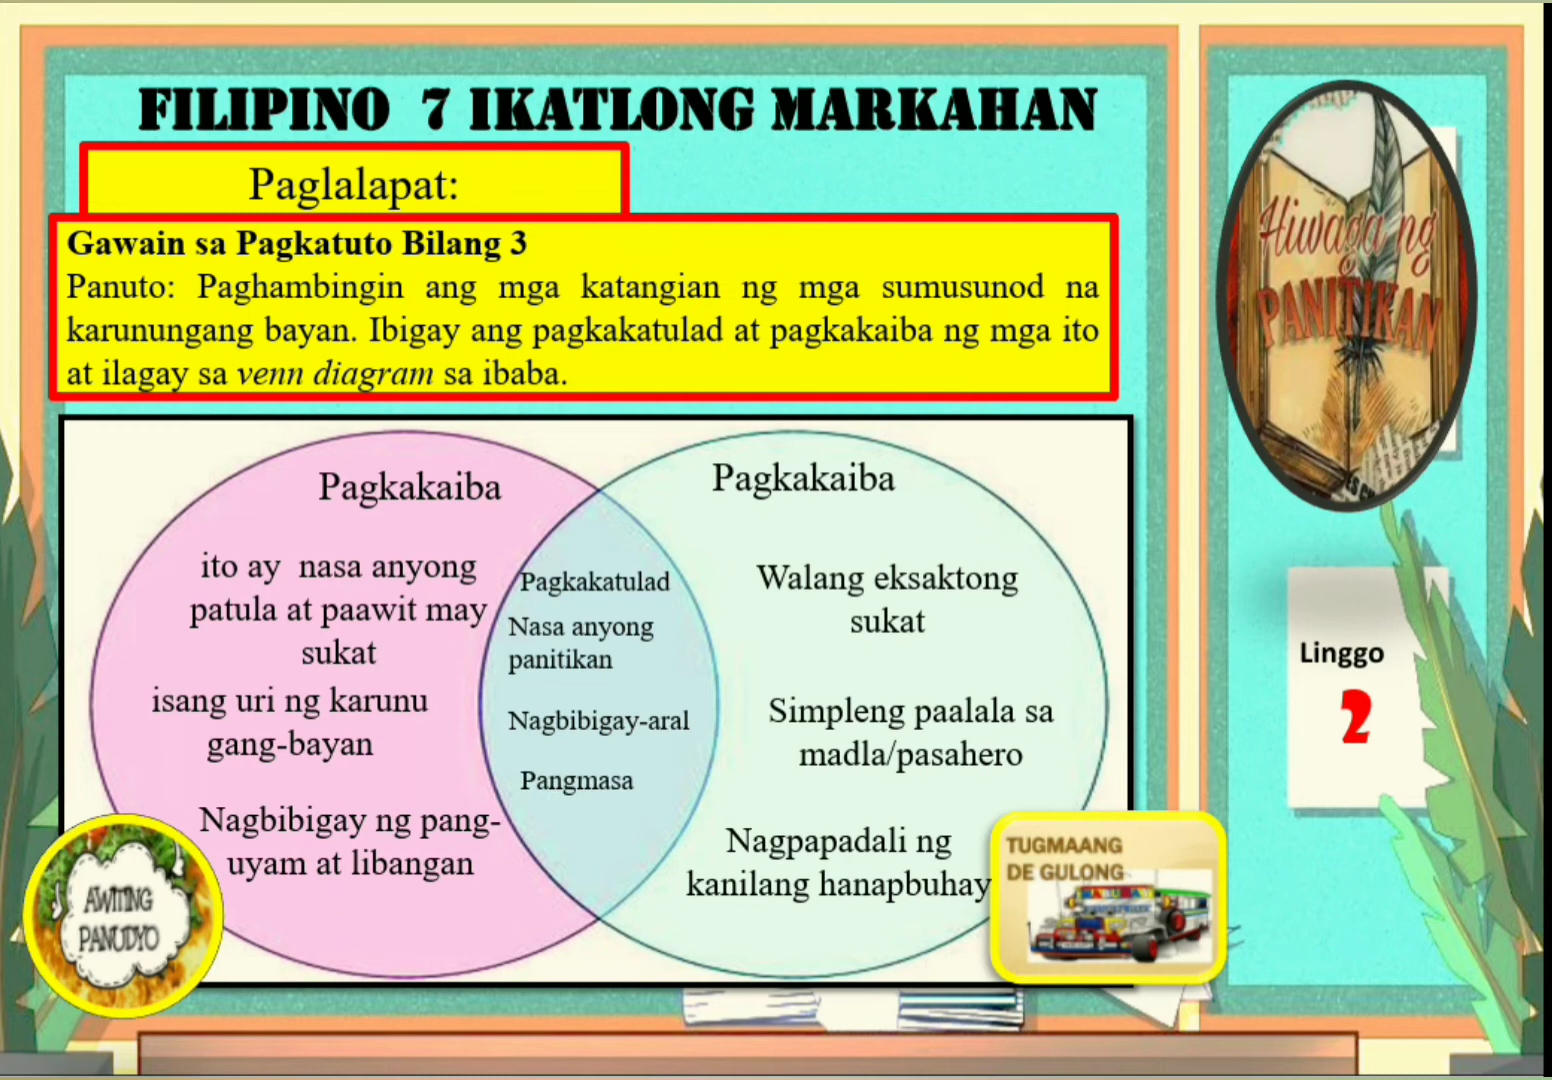 FILIPINO 7 IKATLONG MARKAHAN
Paglalapat:
Gawain sa Pagkatuto Bilang 3
Panuto: Paghambingin ang mga katangian ng mga sumusunod na
karunungang bayan. Ibigay ang pagkakatulad at pagkakaiba ng mga ito
at ilagay sa venn diagram sa ibaba.
Pagkakaiba
ito ay nasa anyong
patula at paawit may
sukat
isang uri ng karunu
gang-bayan
Nagbibigay ng pang-
uyam at libangan
AWITING
PANUDYO
Pagkakatulad
Nasa anyong
panitikan
Nagbibigay-aral
Pangmasa
Pagkakaiba
Walang eksaktong
sukat
Simpleng paalala sa
madla/pasahero
Nagpapadali ng
kanilang hanapbuhay
TUGMAANG
DE GULONG
Hiwaga ng
PANITIKAN
Linggo
2